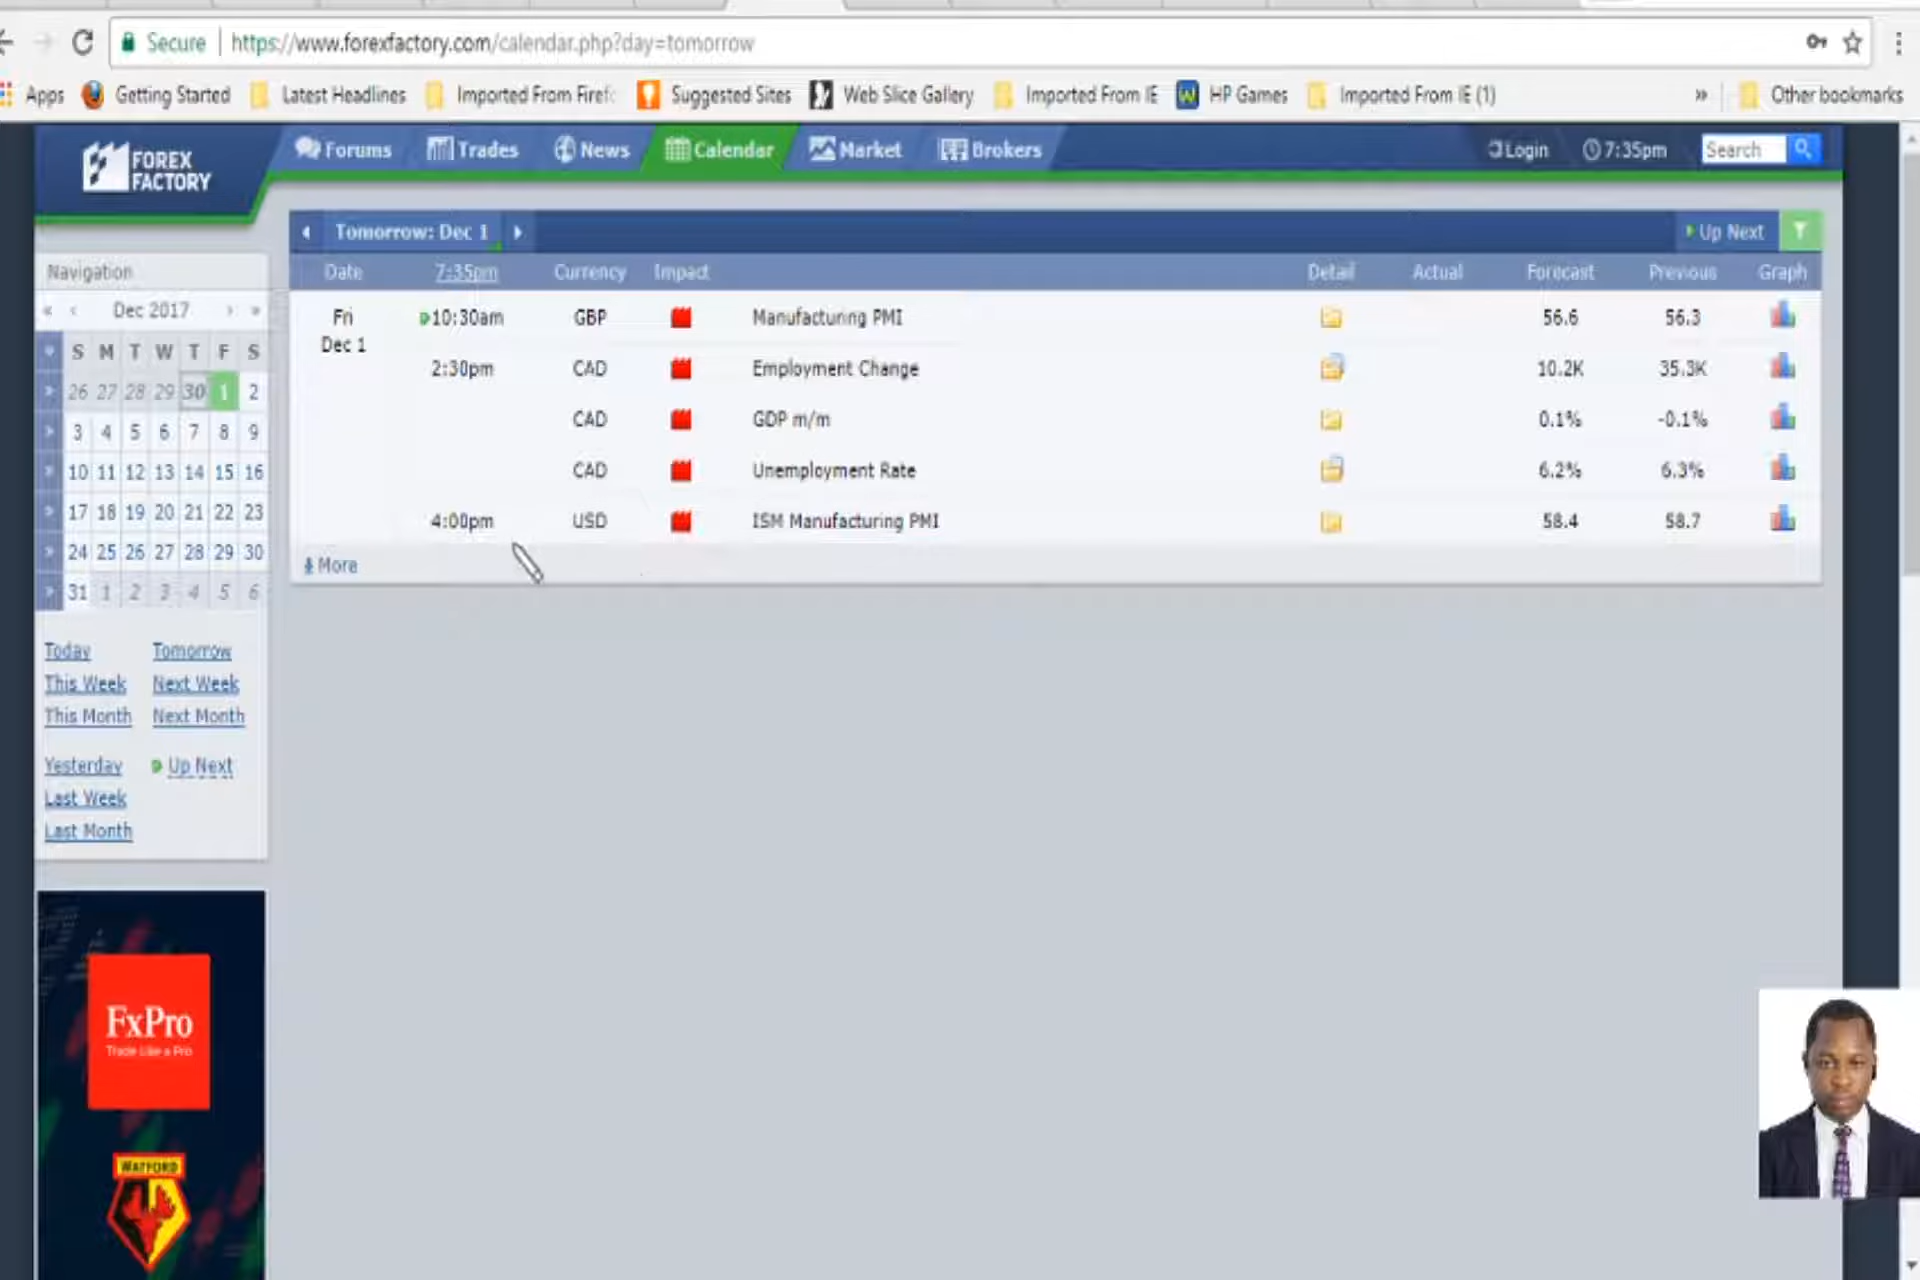 Secure https://www.forexfactory.com/calendar.php?day=tomorrow
Apps Getting Started Latest Headlines Imported From Firef Suggested Sites Web Slice Gallery Imported From IE HP Games Imported From IE (1) » Other bookmarks
FOREX FACTORY
Forums Trades News Calendar Market Brokers Login 7:35pm Search
Tomorrow: Dec 1 Up Next
Date 7:35pm Currency Impact Detail Actual Forecast Previous Graph
Fri Dec 1 10:30am GBP Manufacturing PMI 56.6 56.3
2:30pm CAD Employment Change 10.2K 35.3K
CAD GDP m/m 0.1% -0.1%
CAD Unemployment Rate 6.2% 6.3%
4:00pm USD ISM Manufacturing PMI 58.4 58.7
More
Navigation
« ‹ Dec 2017 › »
S M T W T F S
26 27 28 29 30 1 2
3 4 5 6 7 8 9
10 11 12 13 14 15 16
17 18 19 20 21 22 23
24 25 26 27 28 29 30
31 1 2 3 4 5 6
Today Tomorrow
This Week Next Week
This Month Next Month
Yesterday Up Next
Last Week
Last Month
FxPro
Trade Like a Pro
WATFORD